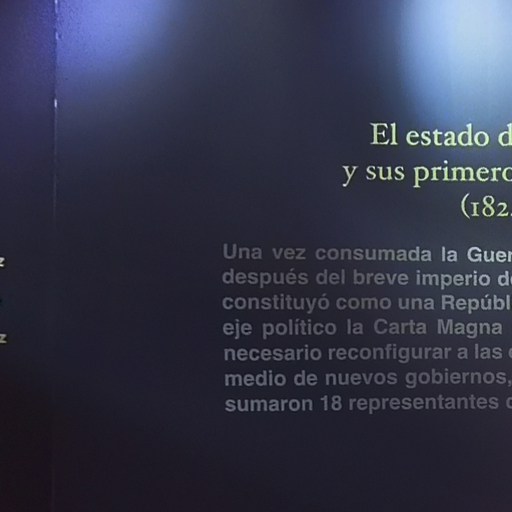 El estado d
y sus primero
(182
Una vez consumada la Guer
después del breve imperio d
constituyó como una Repúbl
eje político la Carta Magna
necesario reconfigurar a las
medio de nuevos gobiernos,
sumaron 18 representantes
z
z